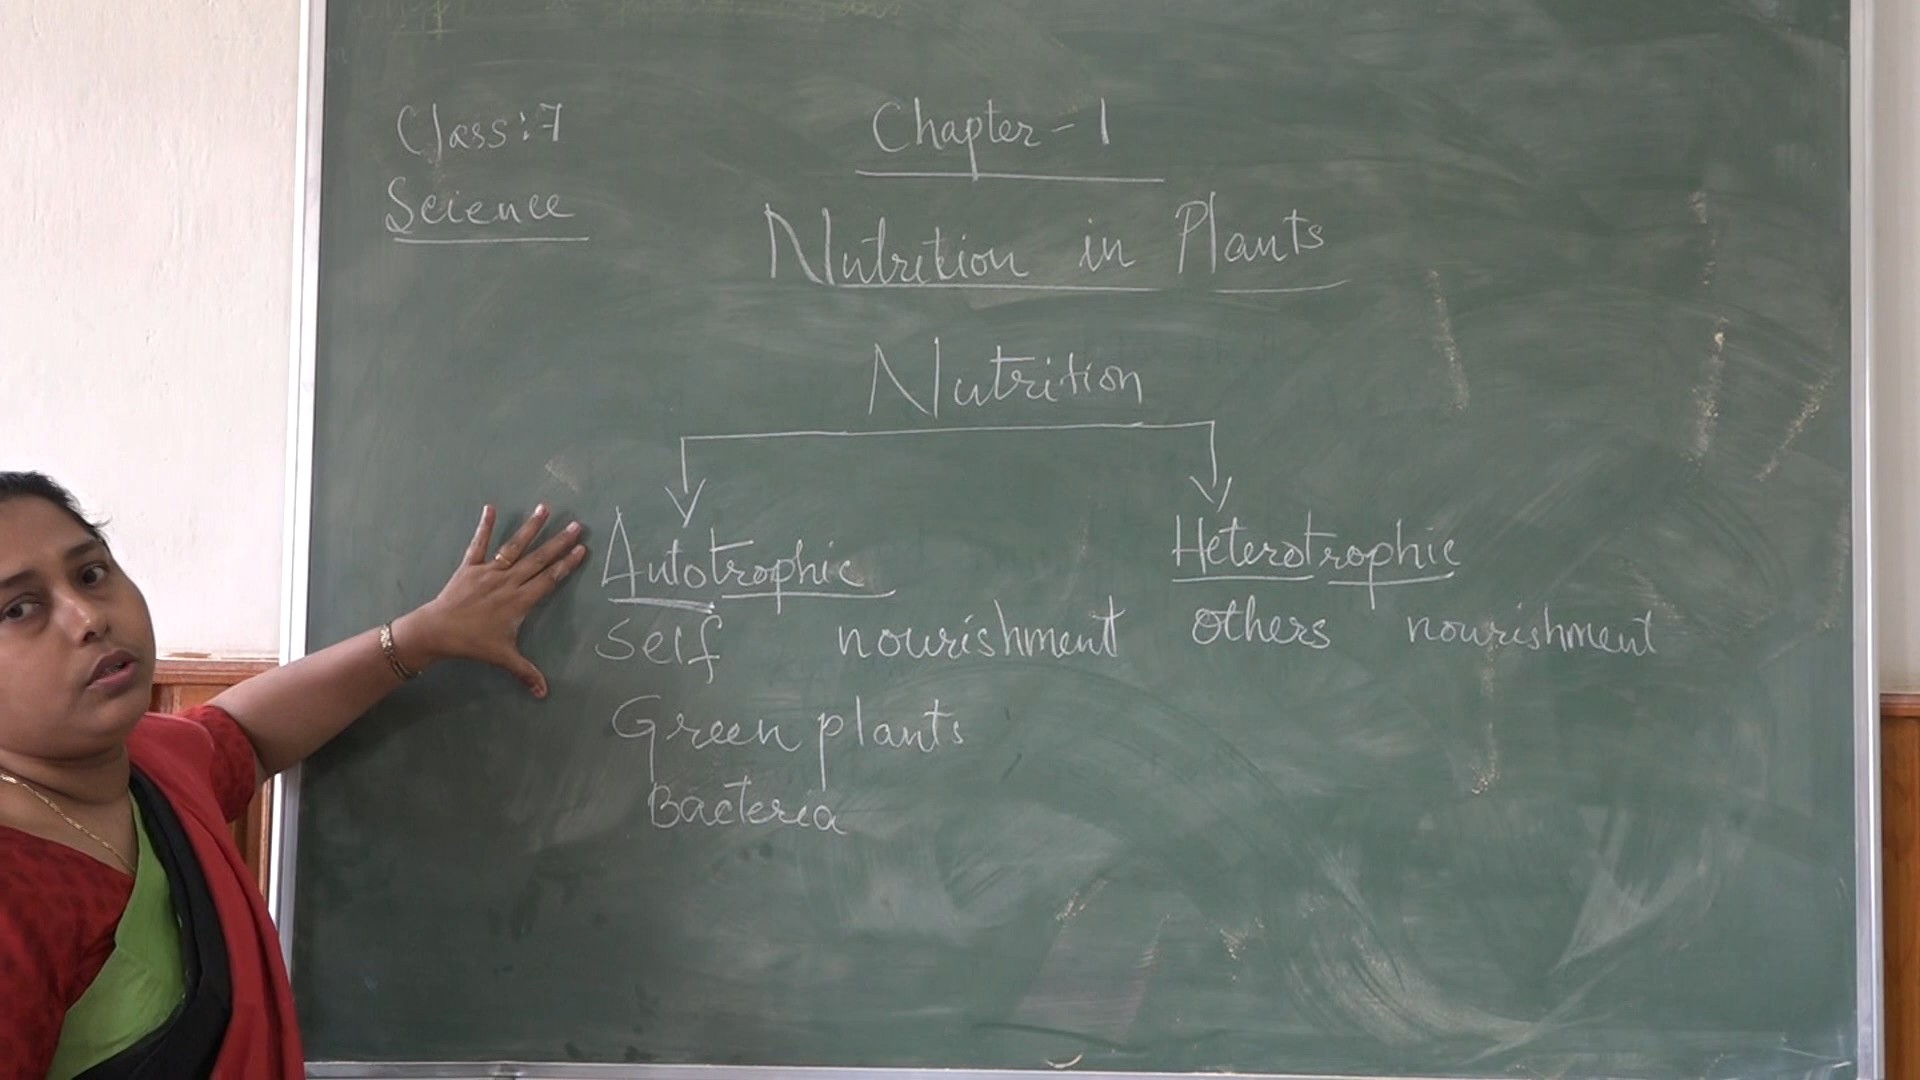 Class: 7
Science
Chapter - 1
Nutrition in Plants
Nutrition
Autotrophic
Heterotrophic
Self nourishment
others nourishment
Green plants
Bacteria